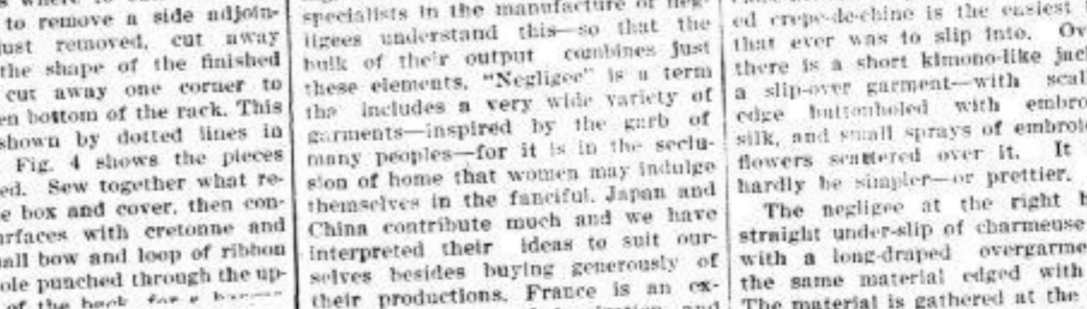 to remove a side adjoin-
just removed, cut away
the shape of the finished
cut away one corner to
en bottom of the rack. This
shown by dotted lines in
Fig. 4 shows the pieces
ed. Sew together what re-
e box and cover, then con-
urfaces with cretonne and
all bow and loop of ribbon
ole punched through the up-
of the back for a
specialists in the manufacture of neg-
ligees understand this—so that the
bulk of their output combines just
these elements. "Negligee" is a term
tha includes a very wide variety of
garments—inspired by the garb of
many peoples—for it is in the seclu-
sion of home that women may indulge
themselves in the fanciful. Japan and
China contribute much and we have
interpreted their ideas to suit our-
selves besides buying generously of
their productions. France is an ex-
and
ed crepe-de-chine is the easiest
that ever was to slip into. Ov
there is a short kimono-like jac
a slip-over garment—with scal
edge buttonholed with embro
silk, and small sprays of embroi
flowers scattered over it. It
hardly be simpler—or prettier.
The negligee at the right h
straight under-slip of charmeuse
with a long-draped overgarme
the same material edged with
The material is gathered at the